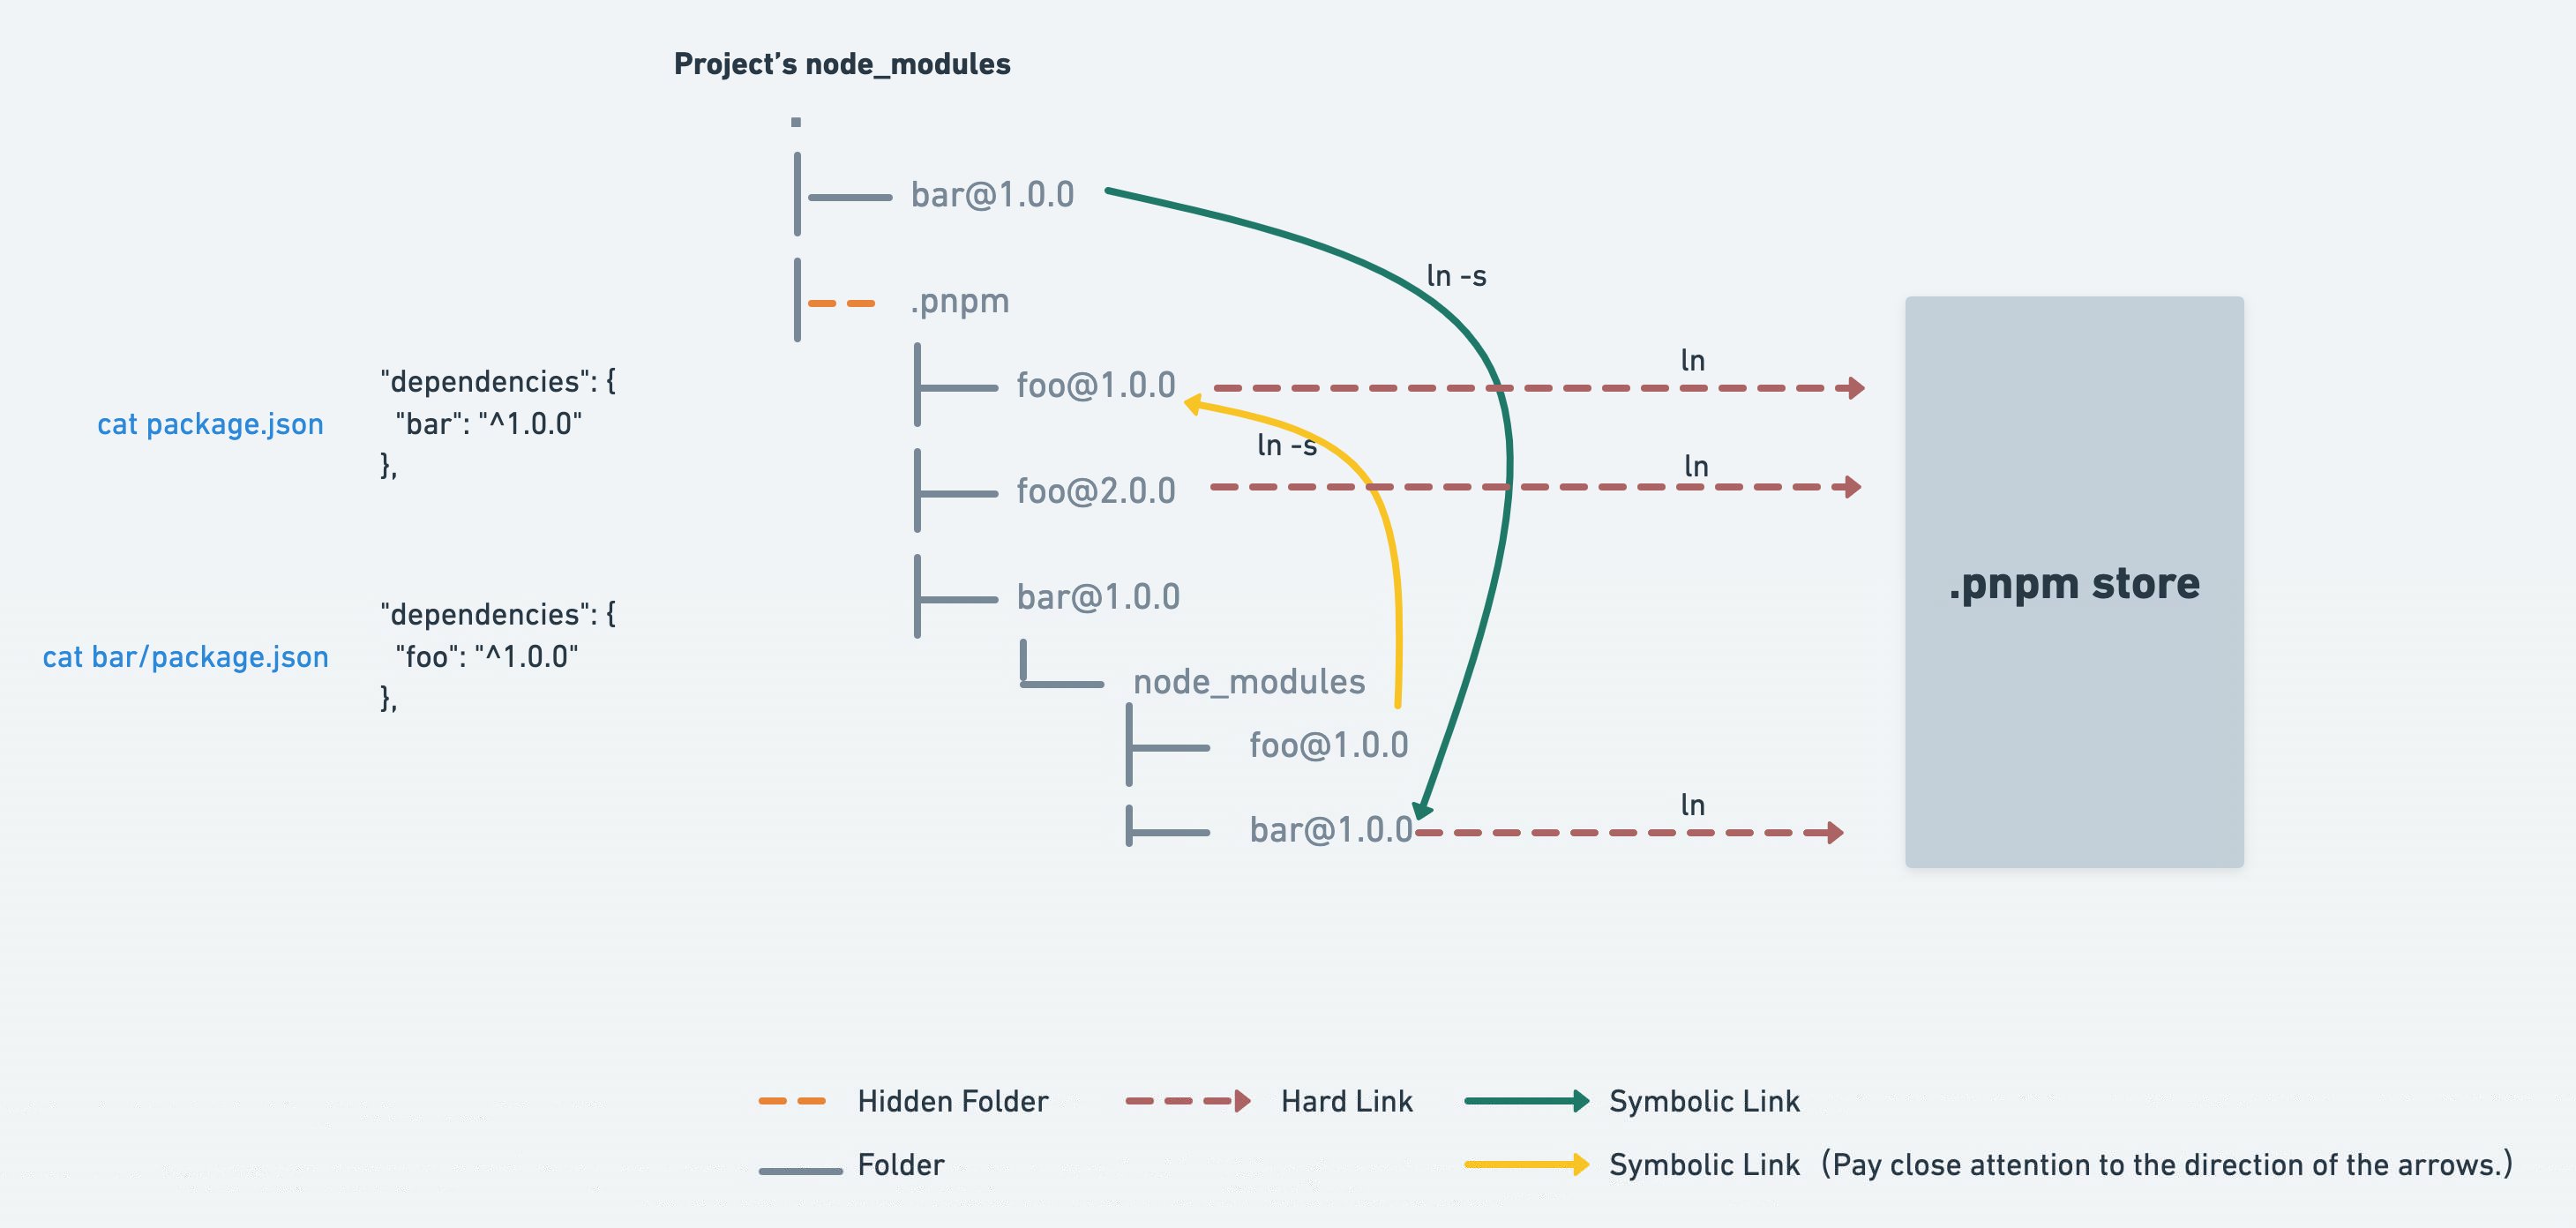 Project’s node_modules
.
bar@1.0.0
ln -s
.pnpm
"dependencies": {
cat package.json
"bar": "^1.0.0"
},
foo@1.0.0
ln
ln -s
foo@2.0.0
ln
bar@1.0.0
.pnpm store
"dependencies": {
cat bar/package.json
"foo": "^1.0.0"
},
node_modules
foo@1.0.0
bar@1.0.0
ln
Hidden Folder
Hard Link
Symbolic Link
Folder
Symbolic Link (Pay close attention to the direction of the arrows.)